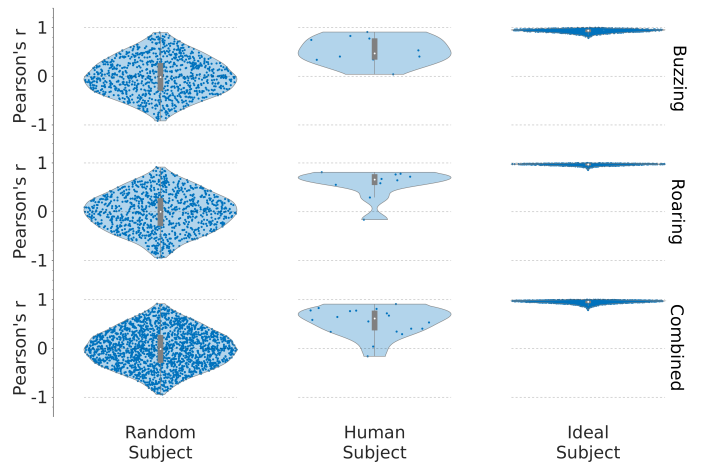 1
0
-1
Pearson's r
Buzzing
1
0
-1
Pearson's r
Roaring
1
0
-1
Pearson's r
Combined
Random
Subject
Human
Subject
Ideal
Subject